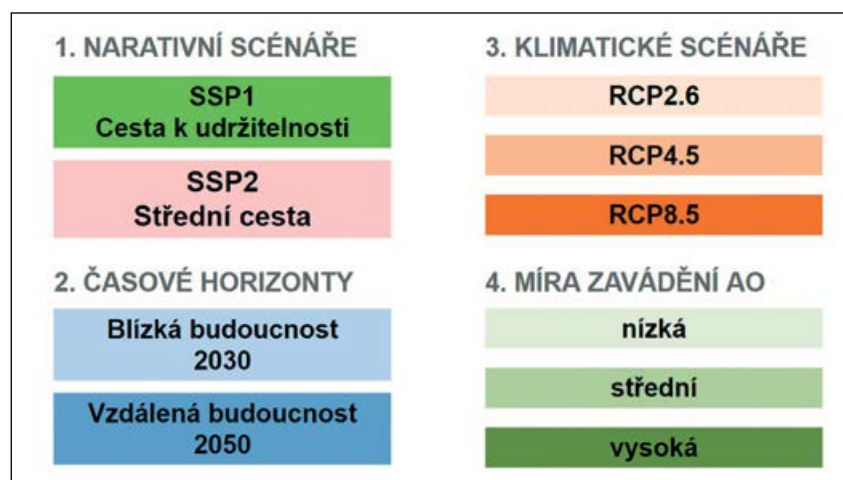 1. NARATIVNÍ SCÉNÁŘE
SSP1
Cesta k udržitelnosti
SSP2
Střední cesta
2. ČASOVÉ HORIZONTY
Blízká budoucnost
2030
Vzdálená budoucnost
2050
3. KLIMATICKÉ SCÉNÁŘE
RCP2.6
RCP4.5
RCP8.5
4. MÍRA ZAVÁDĚNÍ AO
nízká
střední
vysoká